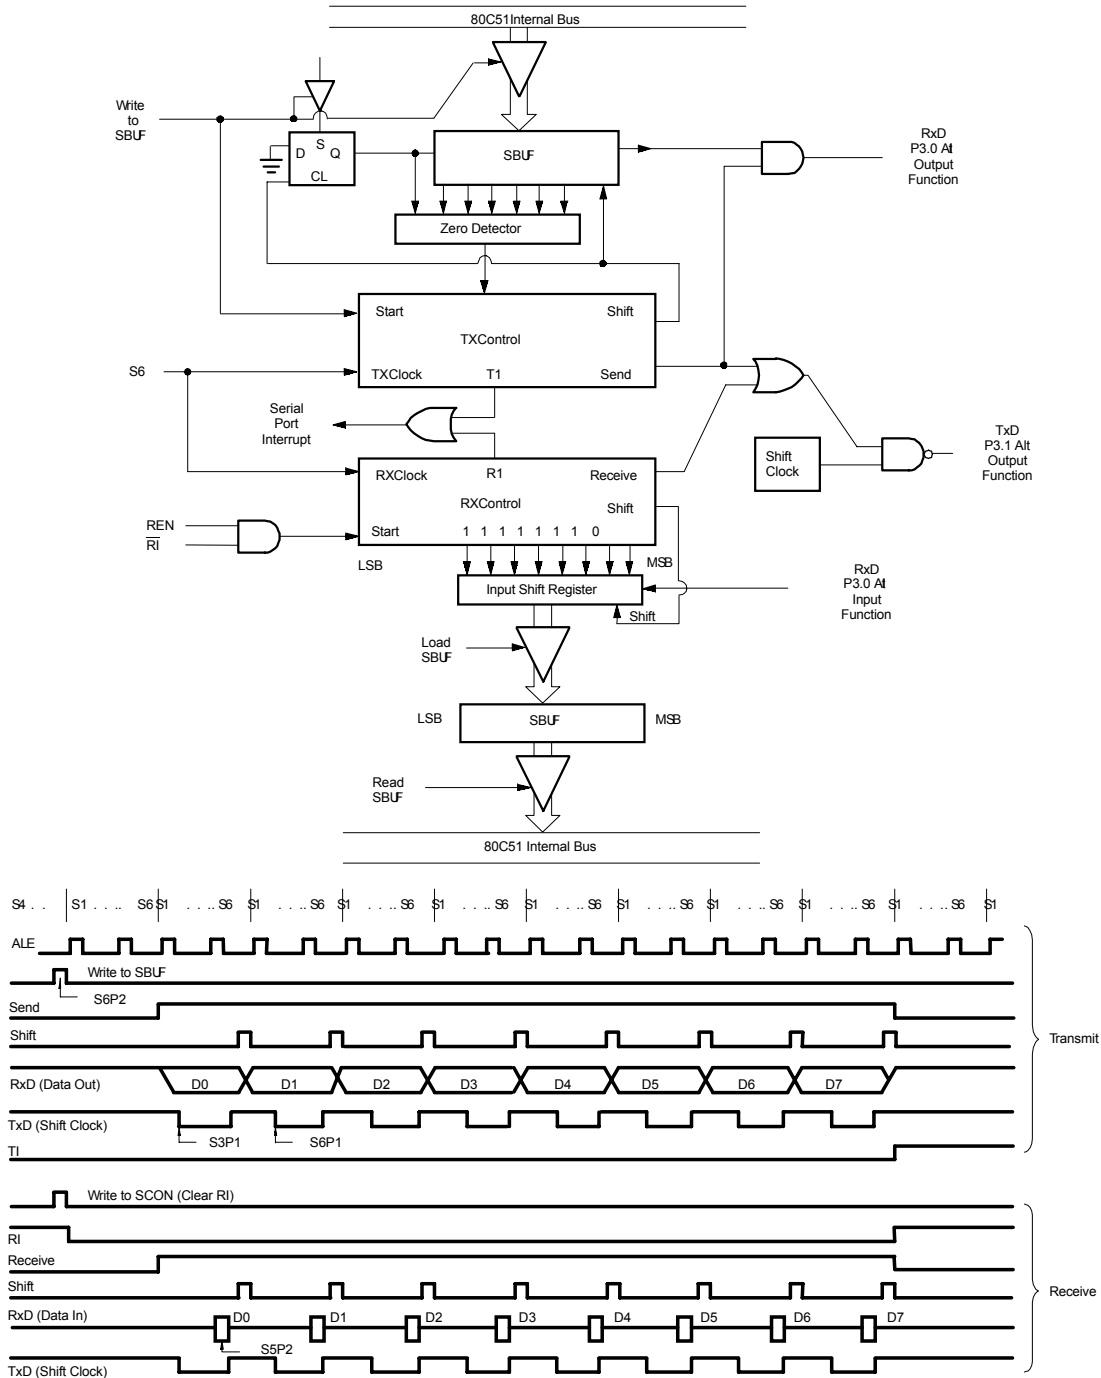 80C51Internal Bus
Write
to
SBUF
D S Q
CL
SBUF
RxD
P3.0 Alt
Output
Function
Zero Detector
Start
Shift
TXControl
S6
TXClock
T1
Send
Serial
Port
Interrupt
TxD
P3.1 Alt
Output
Function
Shift
Clock
RXClock
R1
Receive
RXControl
Shift
REN
RI
Start
1 1 1 1 1 1 1 0
LSB
MSB
RxD
P3.0 Alt
Input
Function
Input Shift Register
Shift
Load
SBUF
LSB
SBUF
MSB
Read
SBUF
80C51 Internal Bus
S4 . . S1 . . . .. S6 S1 . . . .. S6 S1 . . . .. S6 S1 . . . .. S6 S1 . . . .. S6 S1 . . . .. S6 S1 . . . .. S6 S1 . . . .. S6 S1 . . . .. S6 S1 . . . .. S6 S1
ALE
Write to SBUF
S6P2
Send
Shift
Transmit
RxD (Data Out) D0 D1 D2 D3 D4 D5 D6 D7
TxD (Shift Clock)
S3P1 S6P1
TI
Write to SCON (Clear RI)
RI
Receive
Shift
Receive
RxD (Data In) D0 D1 D2 D3 D4 D5 D6 D7
S5P2
TxD (Shift Clock)